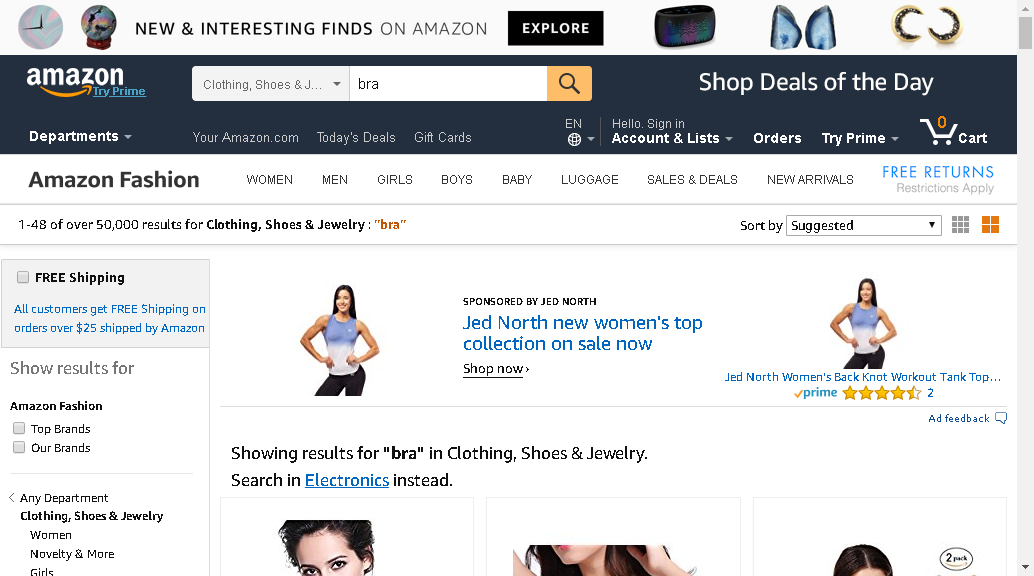 NEW & INTERESTING FINDS ON AMAZON EXPLORE
amazon
Try Prime
Clothing, Shoes & J...
bra
Shop Deals of the Day
Departments
Your Amazon.com Today's Deals Gift Cards
EN
Hello. Sign in
Account & Lists
Orders
Try Prime
0
Cart
Amazon Fashion
WOMEN MEN GIRLS BOYS BABY LUGGAGE SALES & DEALS NEW ARRIVALS
FREE RETURNS
Restrictions Apply
1-48 of over 50,000 results for Clothing, Shoes & Jewelry : "bra"
Sort by Suggested
FREE Shipping
All customers get FREE Shipping on
orders over $25 shipped by Amazon
Show results for
Amazon Fashion
Top Brands
Our Brands
Any Department
Clothing, Shoes & Jewelry
Women
Novelty & More
Girls
SPONSORED BY JED NORTH
Jed North new women's top
collection on sale now
Shop now ›
Jed North Women's Back Knot Workout Tank Top...
prime
2
Ad feedback
Showing results for "bra" in Clothing, Shoes & Jewelry.
Search in Electronics instead.
2 pack